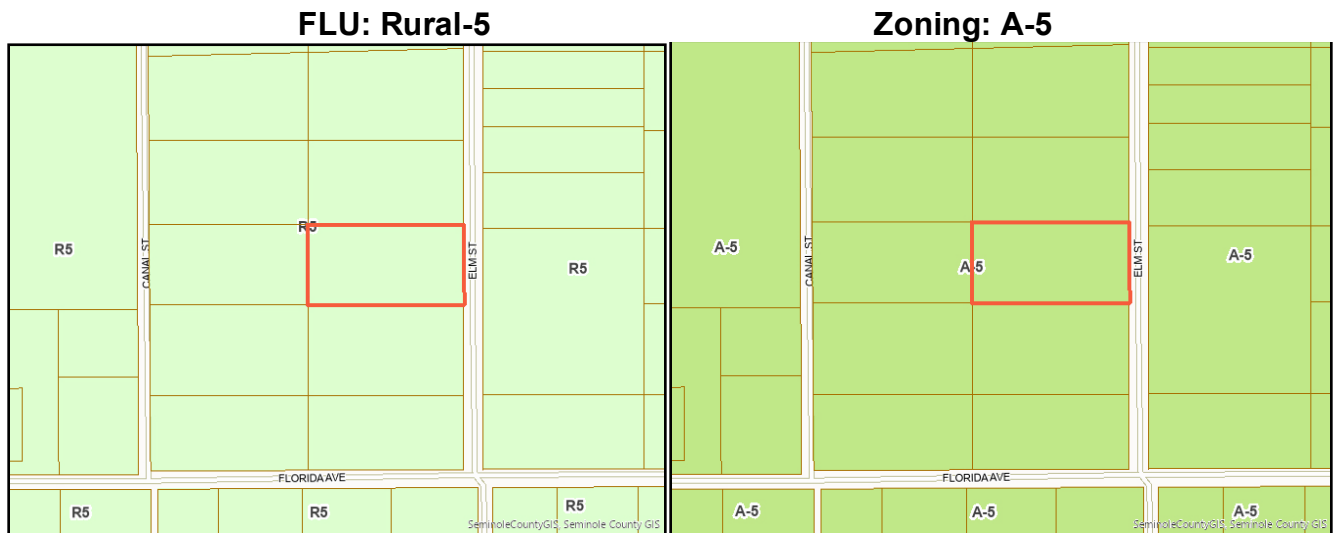 FLU: Rural-5
R5
R5
R5
CANAL ST
ELM ST
FLORIDA AVE
R5
R5
R5
SeminoleCountyGIS, Seminole County GIS
Zoning: A-5
A-5
A-5
A-5
CANAL ST
ELM ST
FLORIDA AVE
A-5
A-5
A-5
SeminoleCountyGIS, Seminole County GIS